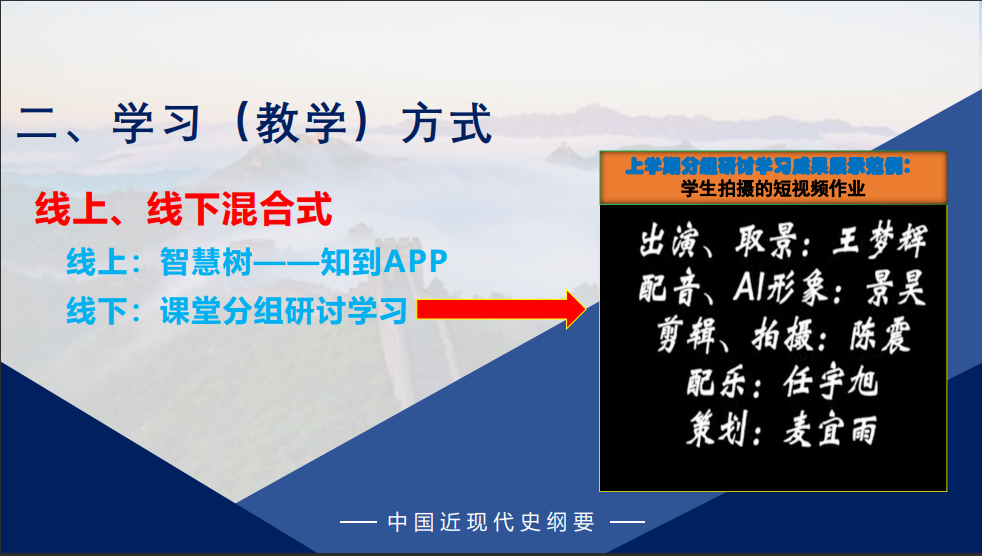 二、学习（教学）方式
线上、线下混合式
线上：智慧树——知到APP
线下：课堂分组研讨学习
上学期分组研讨学习成果展示范例：
学生拍摄的短视频作业
出演、取景：王梦辉
配音、AI形象：景昊
剪辑、拍摄：陈震
配乐：任宇旭
策划：麦宜雨
中国近现代史纲要